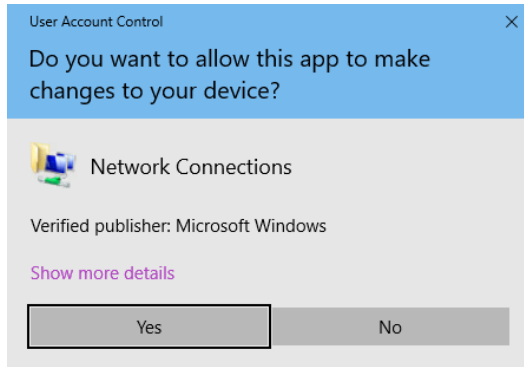 User Account Control
Do you want to allow this app to make
changes to your device?
Network Connections
Verified publisher: Microsoft Windows
Show more details
Yes
No